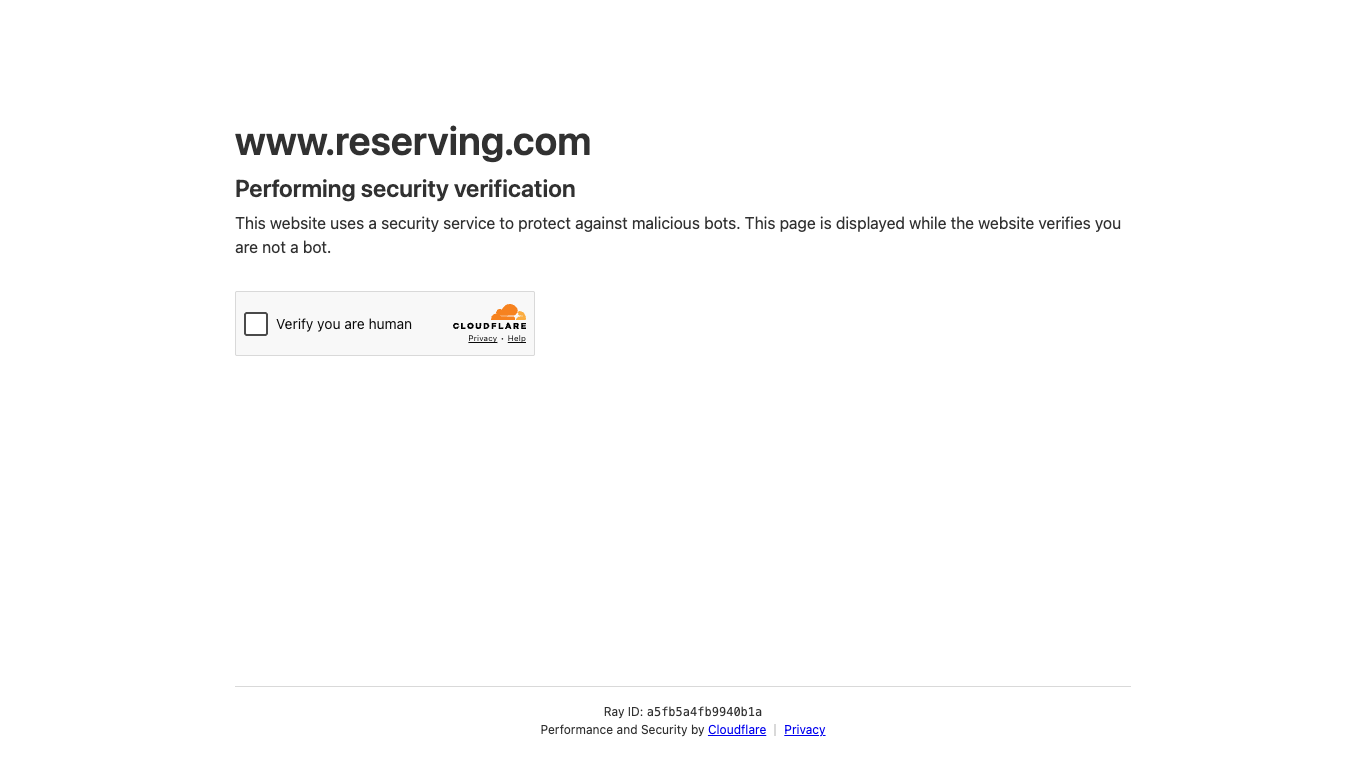 www.reserving.com
Performing security verification
This website uses a security service to protect against malicious bots. This page is displayed while the website verifies you
are not a bot.
Verify you are human
CLOUDFLARE
Privacy • Help
Ray ID: a5fb5a4fb9940b1a
Performance and Security by Cloudflare | Privacy